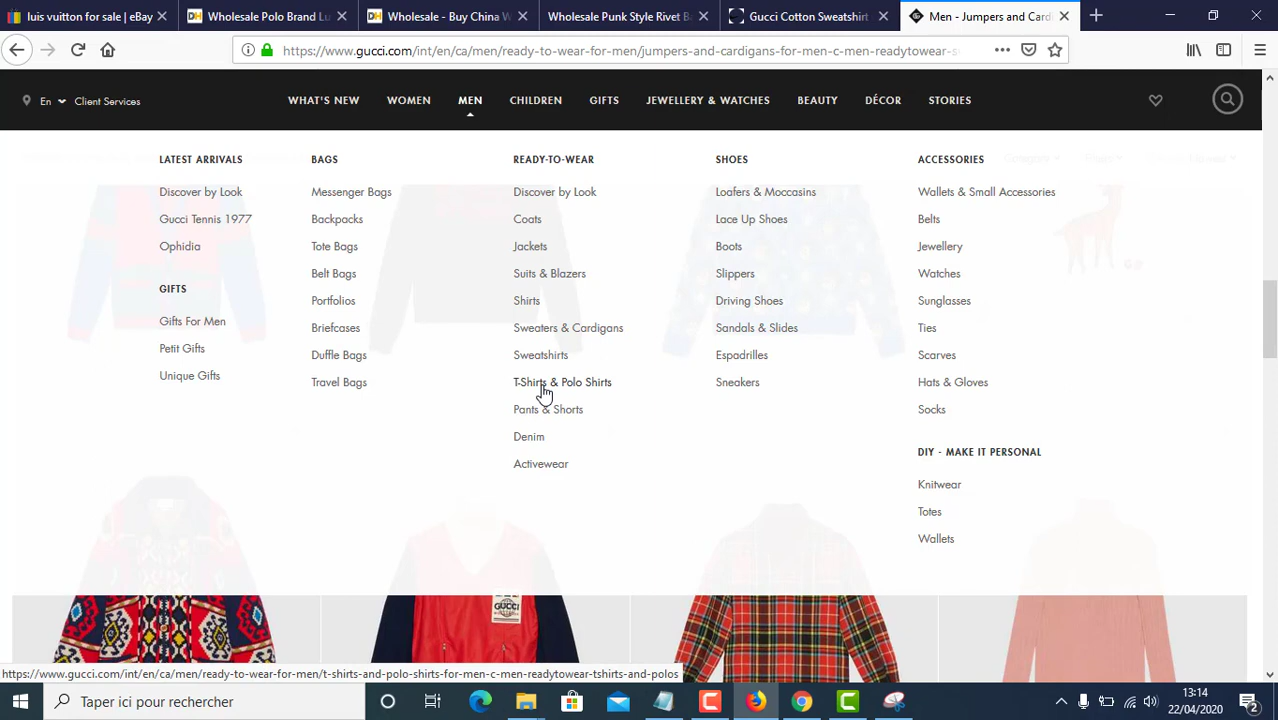 luis vuitton for sale | eBay
Wholesale Polo Brand Lu
Wholesale - Buy China W
Wholesale Punk Style Rivet B
Gucci Cotton Sweatshirt
Men - Jumpers and Cardi
https://www.gucci.com/int/en/ca/men/ready-to-wear-for-men/jumpers-and-cardigans-for-men-c-men-readytowear-s
En
Client Services
WHAT'S NEW
WOMEN
MEN
CHILDREN
GIFTS
JEWELLERY & WATCHES
BEAUTY
DÉCOR
STORIES
LATEST ARRIVALS
Discover by Look
Gucci Tennis 1977
Ophidia
GIFTS
Gifts For Men
Petit Gifts
Unique Gifts
BAGS
Messenger Bags
Backpacks
Tote Bags
Belt Bags
Portfolios
Briefcases
Duffle Bags
Travel Bags
READY-TO-WEAR
Discover by Look
Coats
Jackets
Suits & Blazers
Shirts
Sweaters & Cardigans
Sweatshirts
T-Shirts & Polo Shirts
Pants & Shorts
Denim
Activewear
SHOES
Loafers & Moccasins
Lace Up Shoes
Boots
Slippers
Driving Shoes
Sandals & Slides
Espadrilles
Sneakers
ACCESSORIES
Wallets & Small Accessories
Belts
Jewellery
Watches
Sunglasses
Ties
Scarves
Hats & Gloves
Socks
DIY - MAKE IT PERSONAL
Knitwear
Totes
Wallets
GUCCI
https://www.gucci.com/int/en/ca/men/ready-to-wear-for-men/t-shirts-and-polo-shirts-for-men-c-men-readytowear-tshirts-and-polos
Taper ici pour rechercher
13:14
22/04/2020
2